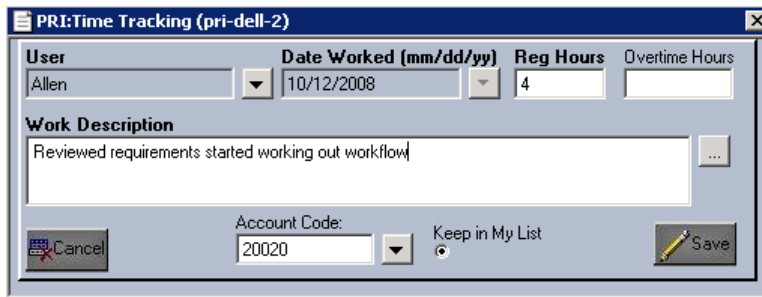 PRI:Time Tracking (pri-dell-2)
User Date Worked (mm/dd/yy) Reg Hours Overtime Hours
Allen 10/12/2008 4
Work Description
Reviewed requirements started working out workflow
...
Account Code: Keep in My List
Cancel 20020 Save